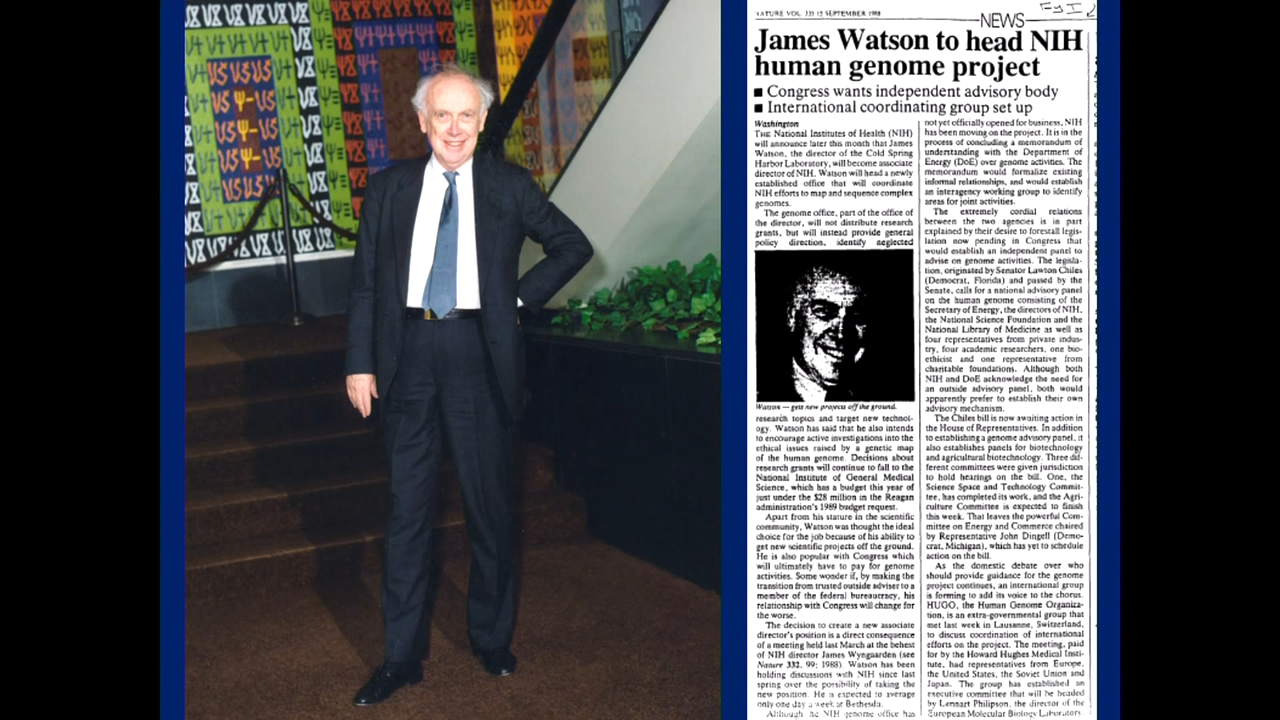 NATURE VOL. 335 15 SEPTEMBER 1988
NEWS
James Watson to head NIH
human genome project
■ Congress wants independent advisory body
■ International coordinating group set up
Washington
THE National Institutes of Health (NIH)
will announce later this month that James
Watson, the director of the Cold Spring
Harbor Laboratory, will become associate
director of NIH. Watson will head a newly
established office that will coordinate
NIH efforts to map and sequence complex
genomes.
The genome office, part of the office of
the director, will not distribute research
grants, but will instead provide general
policy direction, identify neglected
Watson — gets new projects off the ground.
research topics and target new technol-
ogy. Watson has said that he also intends
to encourage active investigations into the
ethical issues raised by a genetic map
of the human genome. Decisions about
research grants will continue to fall to the
National Institute of General Medical
Science, which has a budget this year of
just under the $28 million in the Reagan
administration's 1989 budget request.
Apart from his stature in the scientific
community, Watson was thought the ideal
choice for the job because of his ability to
get new scientific projects off the ground.
He is also popular with Congress which
will ultimately have to pay for genome
activities. Some wonder if, by making the
transition from trusted outside adviser to a
member of the federal bureaucracy, his
relationship with Congress will change for
the worse.
The decision to create a new associate
director's position is a direct consequence
of a meeting held last March at the behest
of NIH director James Wyngaarden (see
Nature 332, 99; 1988). Watson has been
holding discussions with NIH since last
spring over the possibility of taking the
new position. He is expected to average
only one day a week at Bethesda.
Although the NIH genome office has
not yet officially opened for business, NIH
has been moving on the project. It is in the
process of concluding a memorandum of
understanding with the Department of
Energy (DoE) over genome activities. The
memorandum would formalize existing
informal relationships, and would establish
an interagency working group to identify
areas for joint activities.
The extremely cordial relations
between the two agencies is in part
explained by their desire to forestall legis-
lation now pending in Congress that
would establish an independent panel to
advise on genome activities. The legisla-
tion, originated by Senator Lawton Chiles
(Democrat, Florida) and passed by the
Senate, calls for a national advisory panel
on the human genome consisting of the
Secretary of Energy, the directors of NIH,
the National Science Foundation and the
National Library of Medicine as well as
four representatives from private indus-
try, four academic researchers, one bio-
ethicist and one representative from
charitable foundations. Although both
NIH and DoE acknowledge the need for
an outside advisory panel, both would
apparently prefer to establish their own
advisory mechanism.
The Chiles bill is now awaiting action in
the House of Representatives. In addition
to establishing a genome advisory panel, it
also establishes panels for biotechnology
and agricultural biotechnology. Three dif-
ferent committees were given jurisdiction
to hold hearings on the bill. One, the
Science Space and Technology Commit-
tee, has completed its work, and the Agri-
culture Committee is expected to finish
this week. That leaves the powerful Com-
mittee on Energy and Commerce chaired
by Representative John Dingell (Demo-
crat, Michigan), which has yet to schedule
action on the bill.
As the domestic debate over who
should provide guidance for the genome
project continues, an international group
is forming to add its voice to the chorus.
HUGO, the Human Genome Organiza-
tion, is an extra-governmental group that
met last week in Lausanne, Switzerland,
to discuss coordination of international
efforts on the project. The meeting, paid
for by the Howard Hughes Medical Insti-
tute, had representatives from Europe,
the United States, the Soviet Union and
Japan. The group has established an
executive committee that will be headed
by Lennart Philipson, the director of the
European Molecular Biology Laboratory